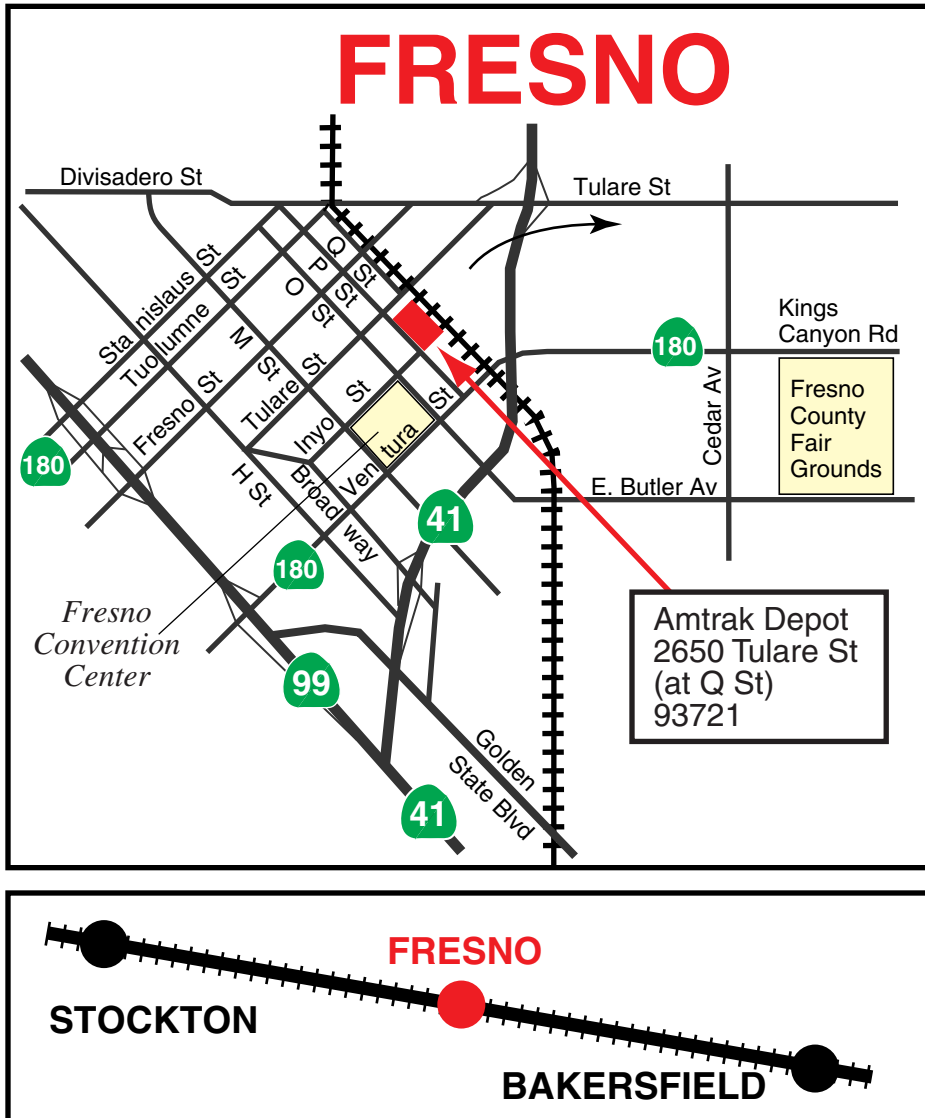 FRESNO
Divisadero St
Tulare St
Stanislaus St
Tuolumne St
Fresno St
M St
O St
P St
Q St
Tulare St
Inyo St
Ventura St
H St
Broadway
Kings
Canyon Rd
180
Cedar Av
Fresno
County
Fair
Grounds
E. Butler Av
180
41
180
Fresno
Convention
Center
99
41
Golden
State Blvd
Amtrak Depot
2650 Tulare St
(at Q St)
93721
FRESNO
STOCKTON
BAKERSFIELD